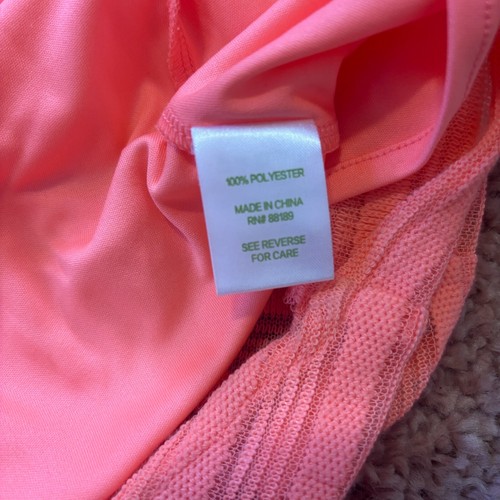 100% POLYESTER
MADE IN CHINA
RN# 88189
SEE REVERSE
FOR CARE